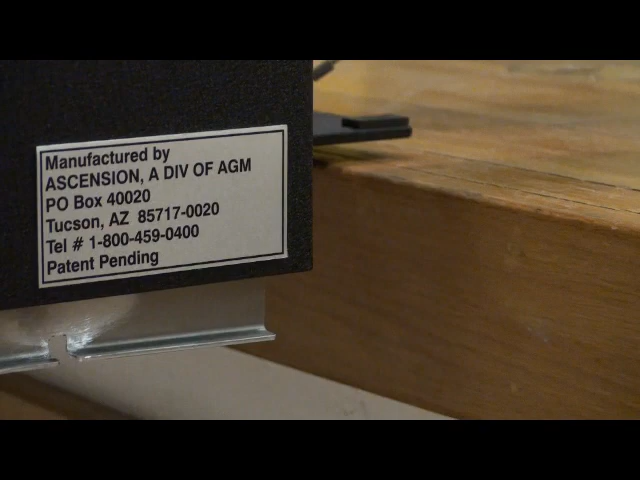 Manufactured by
ASCENSION, A DIV OF AGM
PO Box 40020
Tucson, AZ 85717-0020
Tel # 1-800-459-0400
Patent Pending